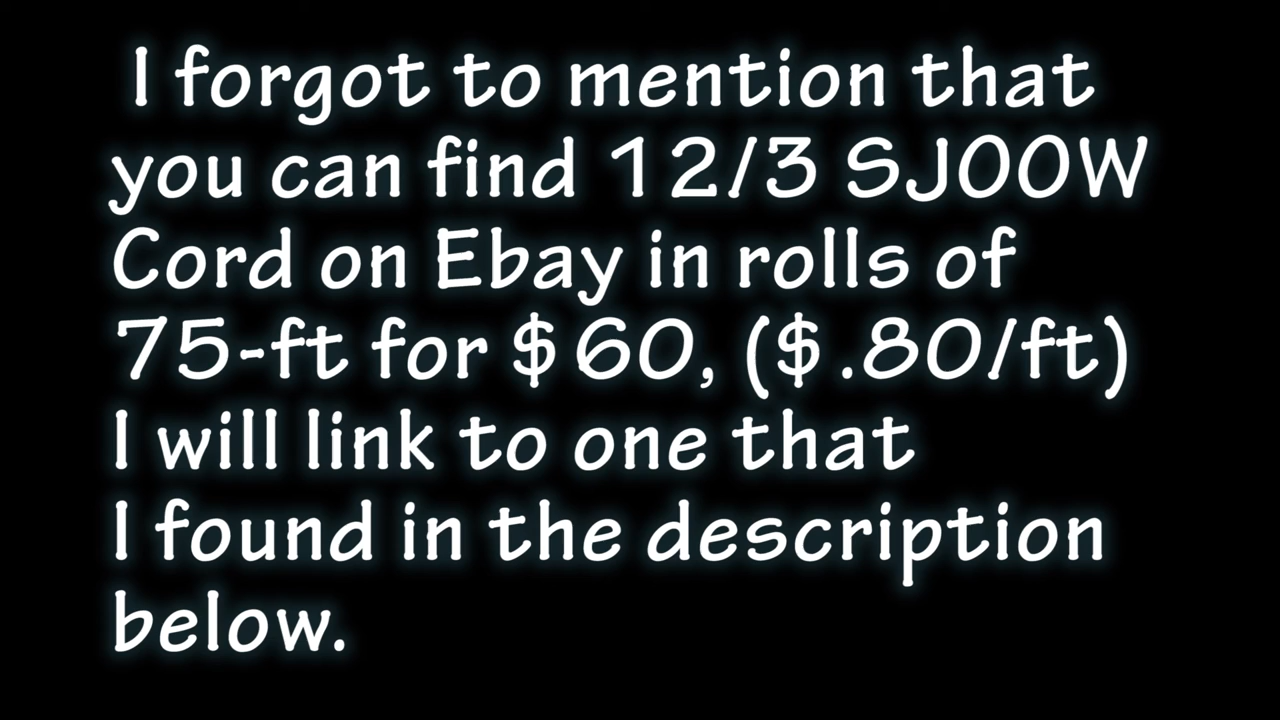 I forgot to mention that
you can find 12/3 SJOOW
Cord on Ebay in rolls of
75-ft for $60, ($.80/ft)
I will link to one that
I found in the description
below.